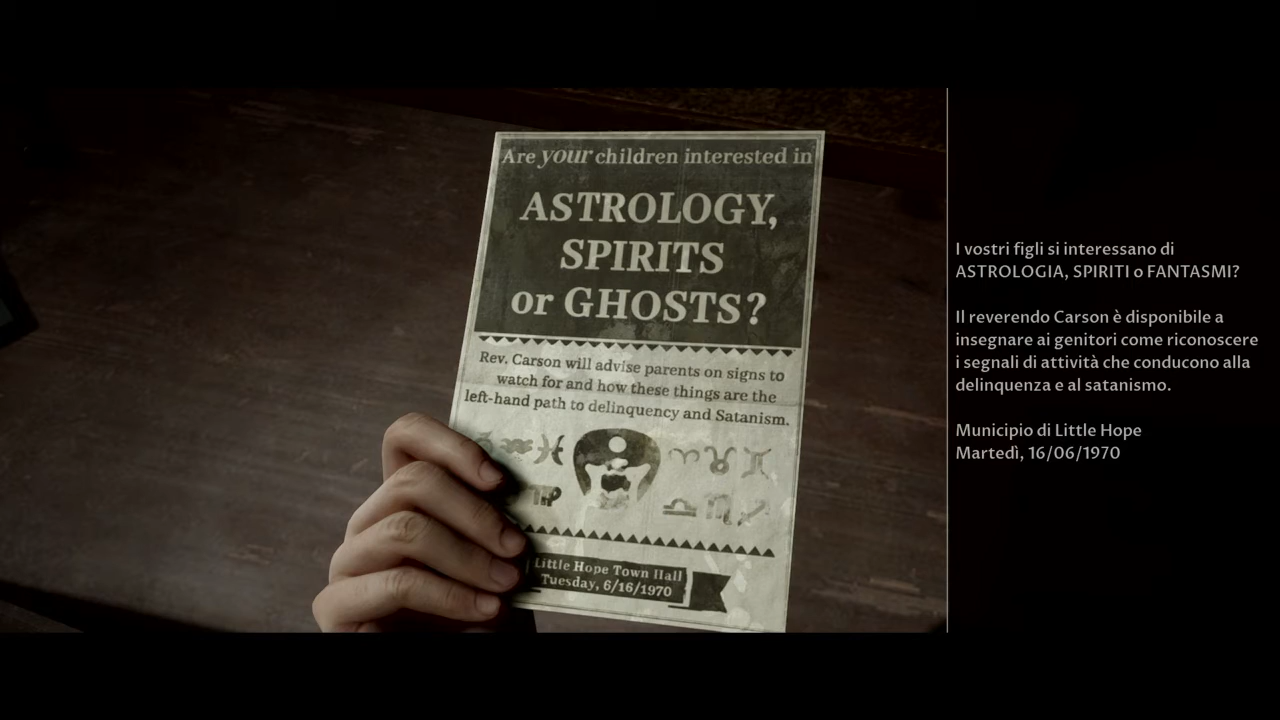 Are your children interested in
ASTROLOGY,
SPIRITS
or GHOSTS?
Rev. Carson will advise parents on signs to
watch for and how these things are the
left-hand path to delinquency and Satanism.
Little Hope Town Hall
Tuesday, 6/16/1970
I vostri figli si interessano di
ASTROLOGIA, SPIRITI o FANTASMI?
Il reverendo Carson è disponibile a
insegnare ai genitori come riconoscere
i segnali di attività che conducono alla
delinquenza e al satanismo.
Municipio di Little Hope
Martedì, 16/06/1970